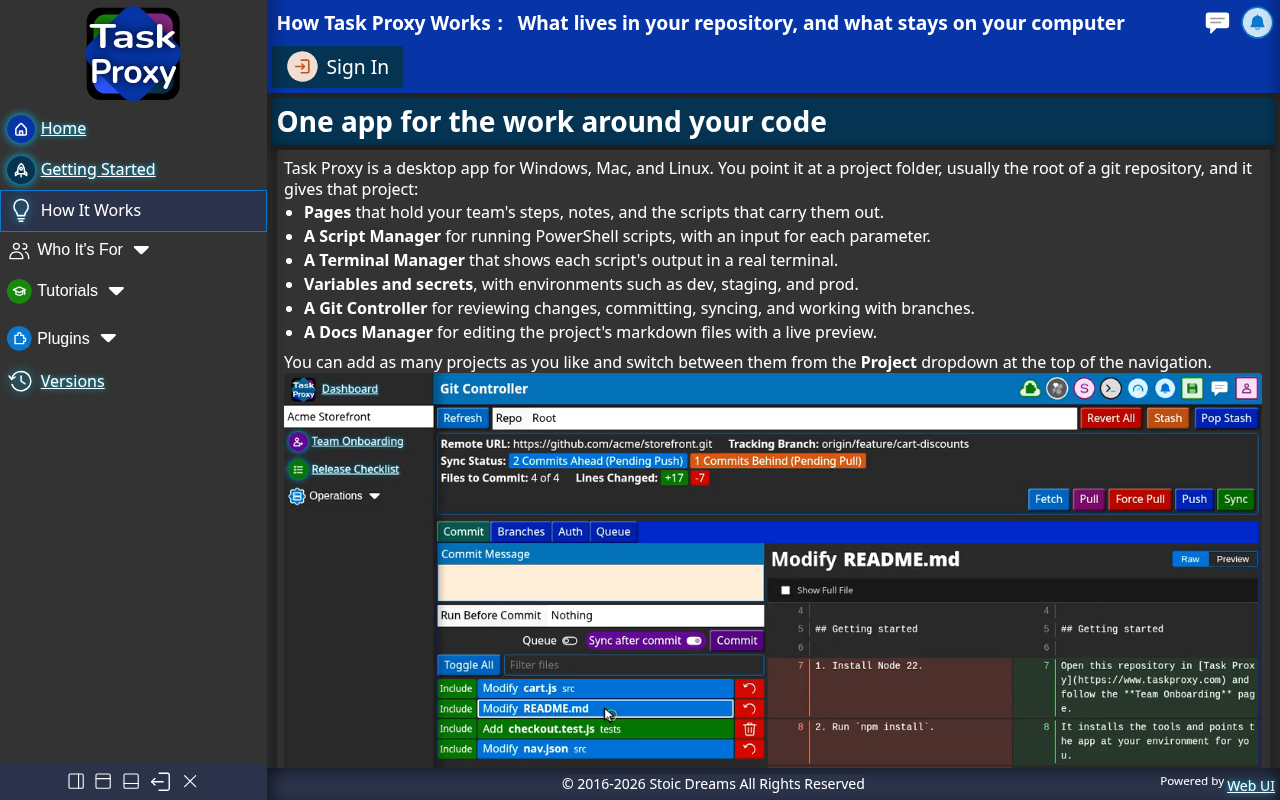 Task
Proxy
Home
Getting Started
How It Works
Who It's For
Tutorials
Plugins
Versions
How Task Proxy Works : What lives in your repository, and what stays on your computer
Sign In
One app for the work around your code
Task Proxy is a desktop app for Windows, Mac, and Linux. You point it at a project folder, usually the root of a git repository, and it
gives that project:
• Pages that hold your team's steps, notes, and the scripts that carry them out.
• A Script Manager for running PowerShell scripts, with an input for each parameter.
• A Terminal Manager that shows each script's output in a real terminal.
• Variables and secrets, with environments such as dev, staging, and prod.
• A Git Controller for reviewing changes, committing, syncing, and working with branches.
• A Docs Manager for editing the project's markdown files with a live preview.
You can add as many projects as you like and switch between them from the Project dropdown at the top of the navigation.
Task
Proxy
Dashboard
Acme Storefront
Team Onboarding
Release Checklist
Operations
Git Controller
S
Refresh
Repo Root
Revert All
Stash
Pop Stash
Remote URL: https://github.com/acme/storefront.git Tracking Branch: origin/feature/cart-discounts
Sync Status: 2 Commits Ahead (Pending Push) 1 Commits Behind (Pending Pull)
Files to Commit: 4 of 4 Lines Changed: +17 -7
Fetch Pull Force Pull Push Sync
Commit Branches Auth Queue
Commit Message
Run Before Commit Nothing
Queue Sync after commit Commit
Toggle All Filter files
Include Modify cart.js src
Include Modify README.md
Include Add checkout.test.js tests
Include Modify nav.json src
Modify README.md
Raw Preview
Show Full File
4 4
5 ## Getting started 5 ## Getting started
6 6
7 1. Install Node 22. 7 Open this repository in [Task Prox
y](https://www.taskproxy.com) and
follow the **Team Onboarding** pag
e.
8 2. Run `npm install`. 8 It installs the tools and points t
he app at your environment for yo
u.
© 2016-2026 Stoic Dreams All Rights Reserved
Powered by Web UI